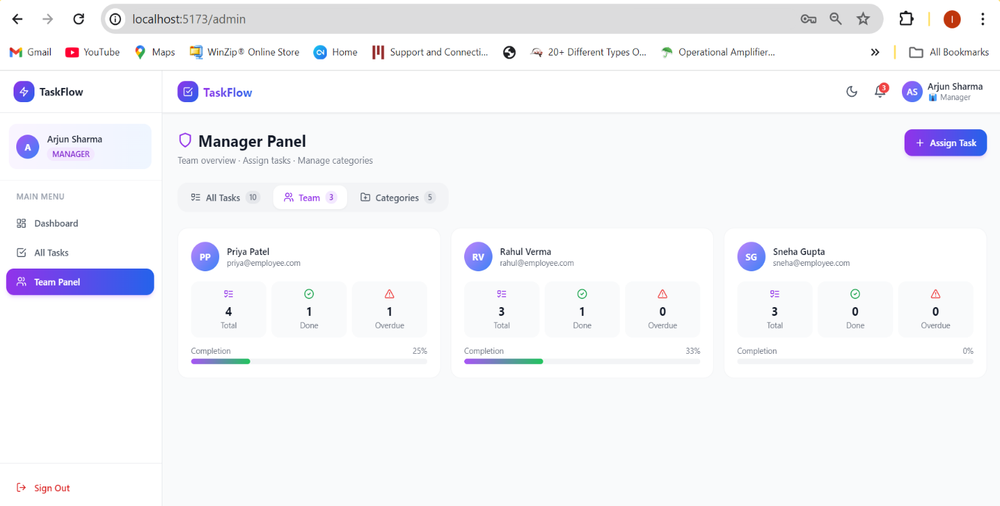 localhost:5173/admin
I
Gmail YouTube Maps WinZip® Online Store Home Support and Connecti... 20+ Different Types O... Operational Amplifier... All Bookmarks
TaskFlow
A
Arjun Sharma
MANAGER
MAIN MENU
Dashboard
All Tasks
Team Panel
Sign Out
TaskFlow
3
AS
Arjun Sharma
Manager
Manager Panel
Team overview · Assign tasks · Manage categories
+ Assign Task
All Tasks 10 Team 3 Categories 5
PP
Priya Patel
priya@employee.com
4 1 1
Total Done Overdue
Completion 25%
RV
Rahul Verma
rahul@employee.com
3 1 0
Total Done Overdue
Completion 33%
SG
Sneha Gupta
sneha@employee.com
3 0 0
Total Done Overdue
Completion 0%